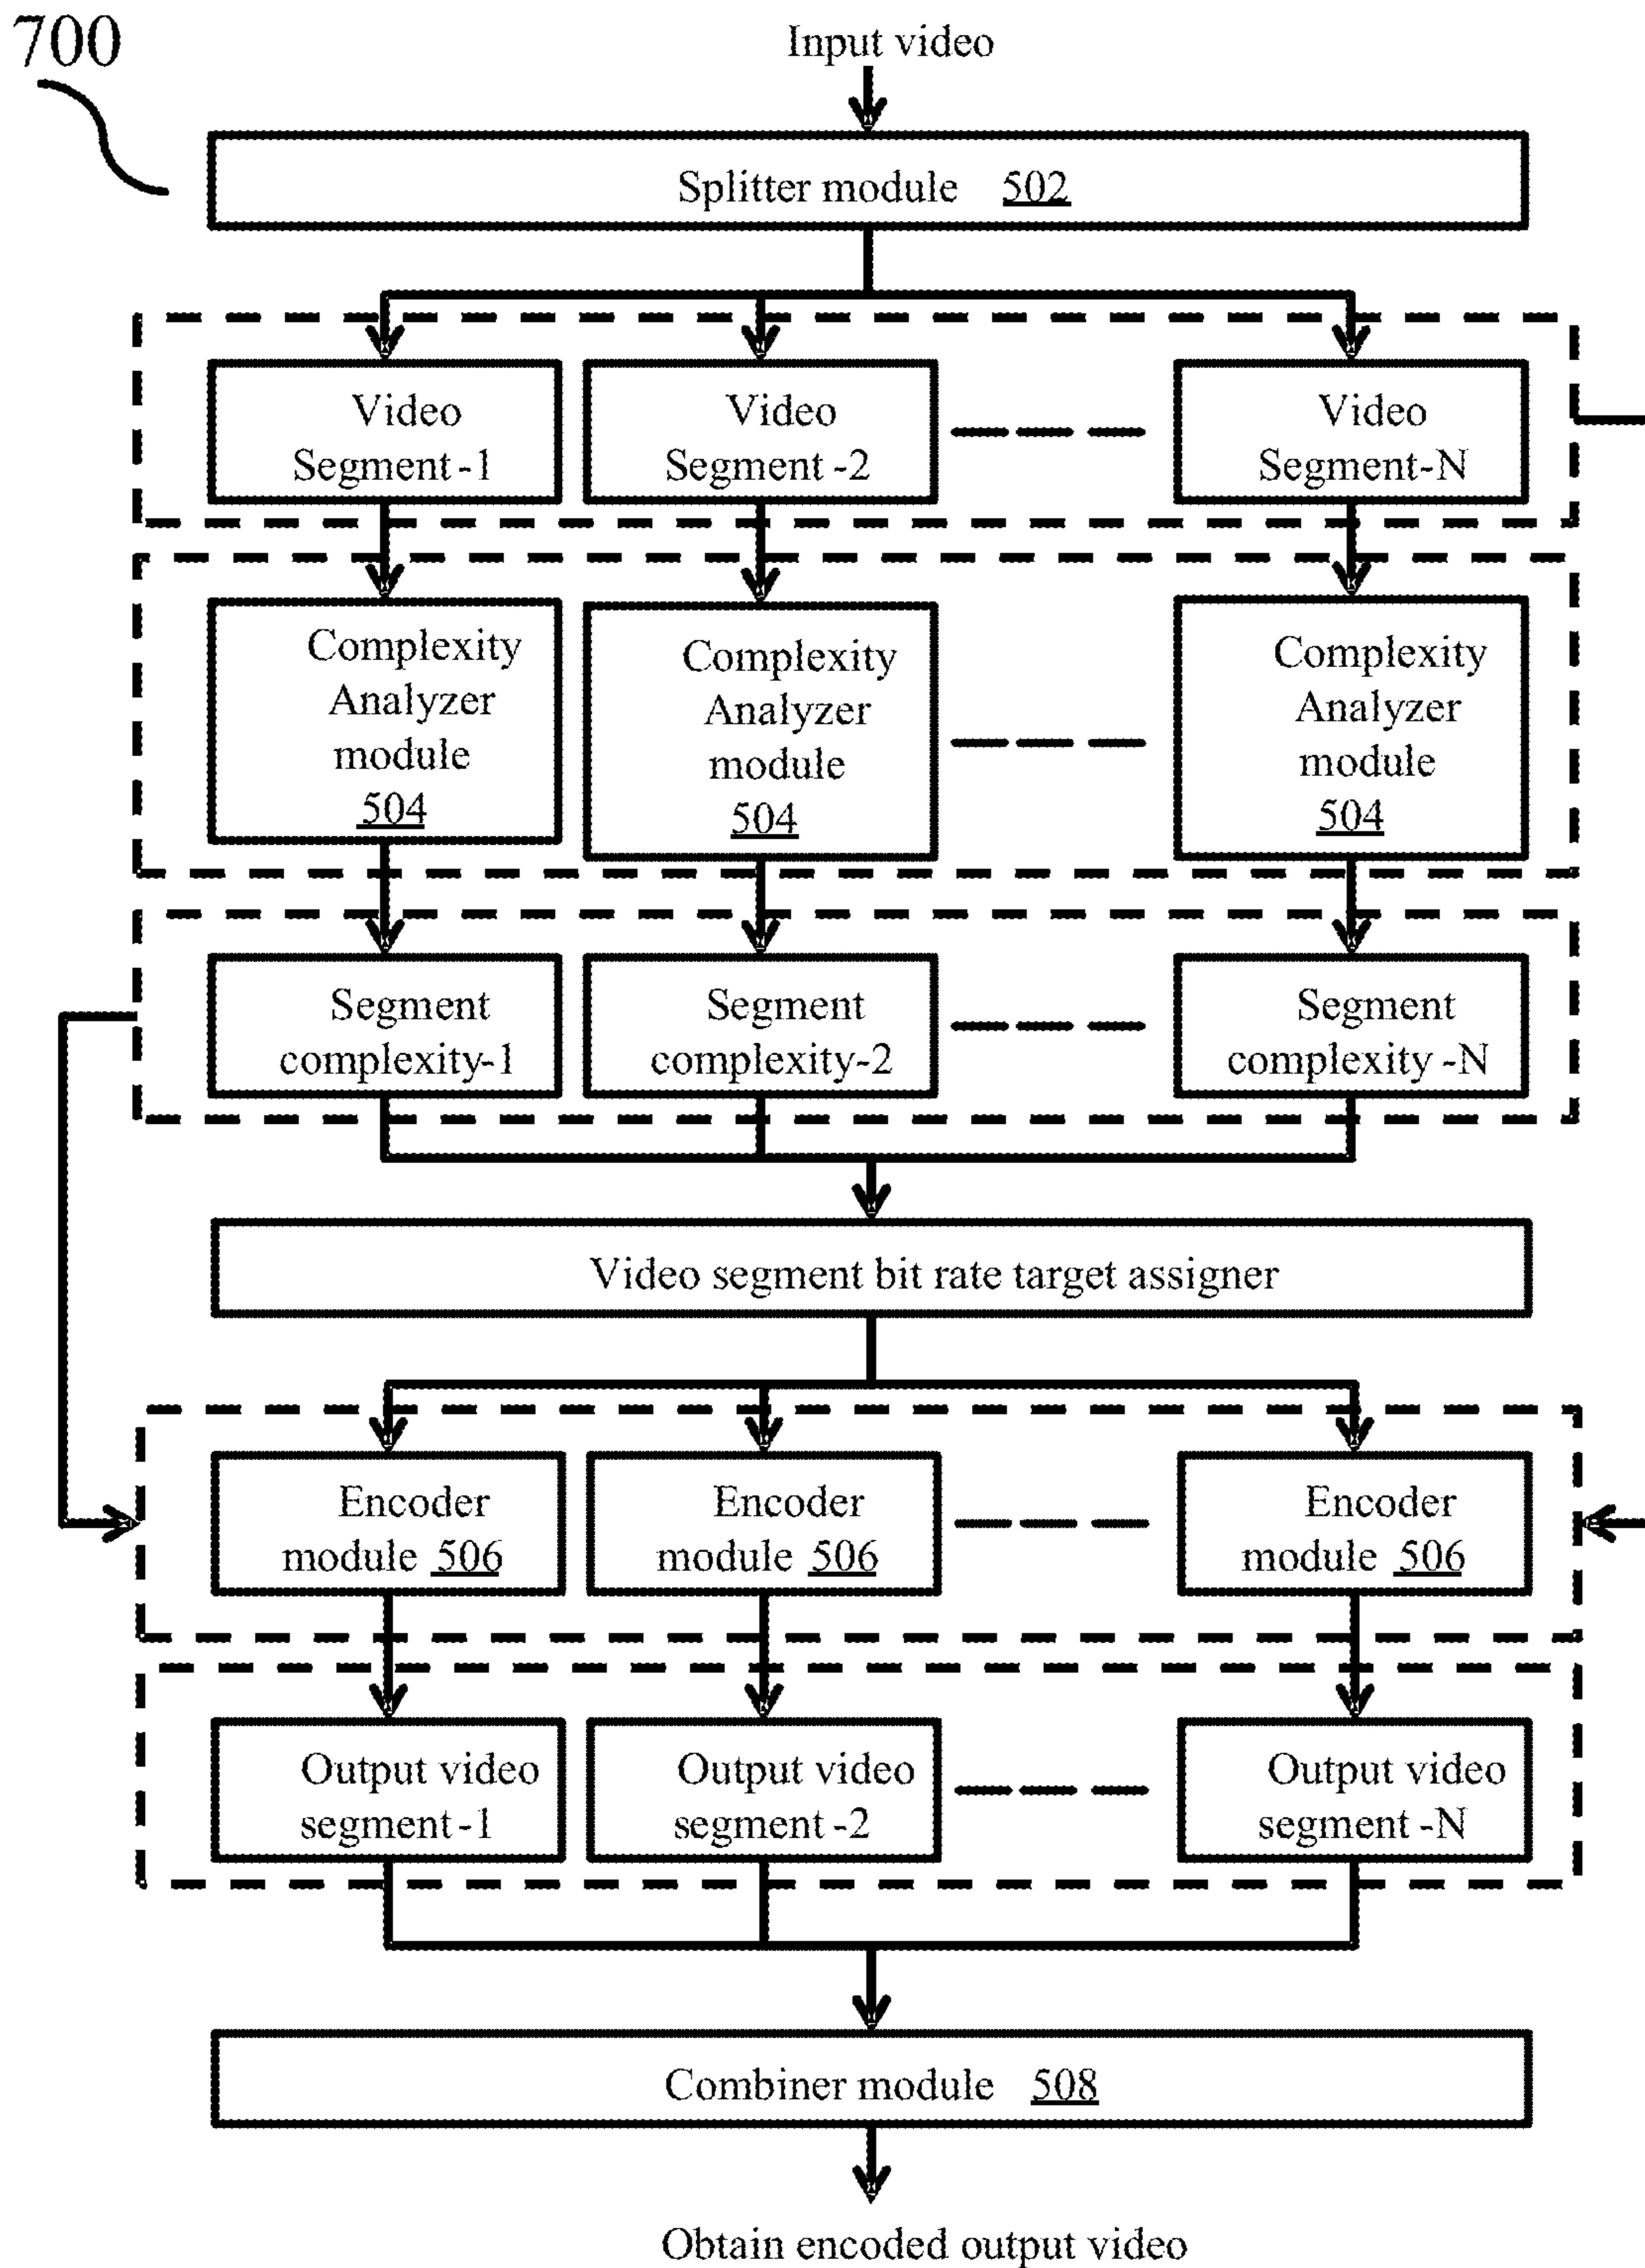 700
Input video
Splitter module 502
Video
Segment-1
Video
Segment-2
Video
Segment-N
Complexity
Analyzer
module
504
Complexity
Analyzer
module
504
Complexity
Analyzer
module
504
Segment
complexity-1
Segment
complexity-2
Segment
complexity-N
Video segment bit rate target assigner
Encoder
module 506
Encoder
module 506
Encoder
module 506
Output video
segment-1
Output video
segment-2
Output video
segment-N
Combiner module 508
Obtain encoded output video